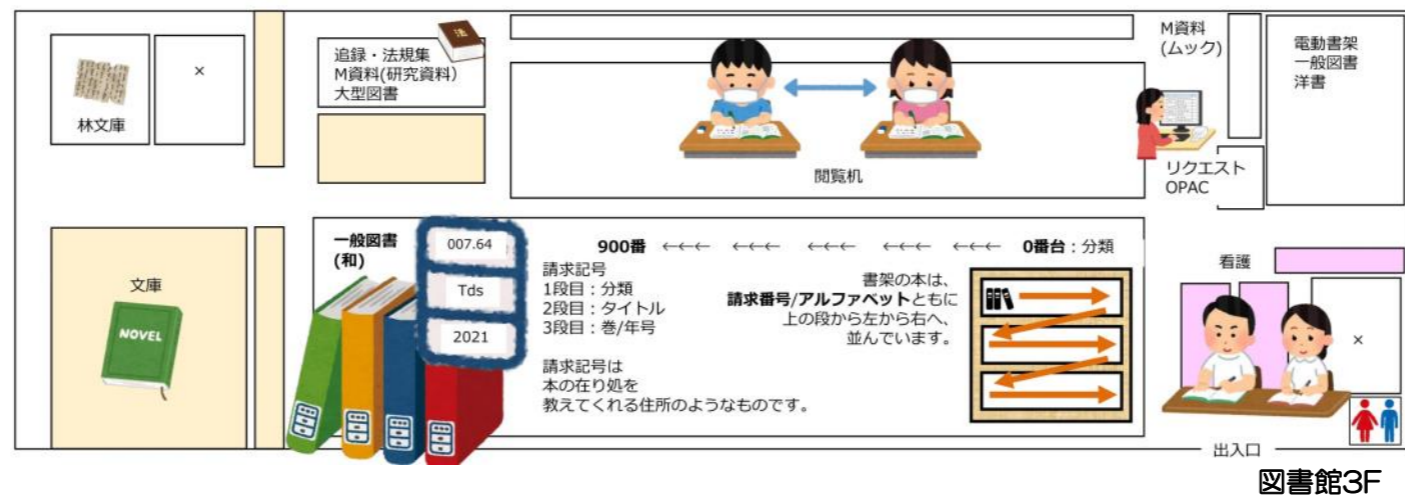 林文庫
×
追録・法規集
M資料(研究資料)
大型図書
法
閲覧机
M資料
(ムック)
リクエスト
OPAC
電動書架
一般図書
洋書
文庫
NOVEL
一般図書
(和)
007.64
Tds
2021
900番 ←←← ←←← ←←← ←←← ←←← 0番台：分類
請求記号
1段目：分類
2段目：タイトル
3段目：巻/年号
請求記号は
本の在り処を
教えてくれる住所のようなものです。
書架の本は、
請求番号/アルファベットともに
上の段から左から右へ、
並んでいます。
看護
×
出入口
図書館3F